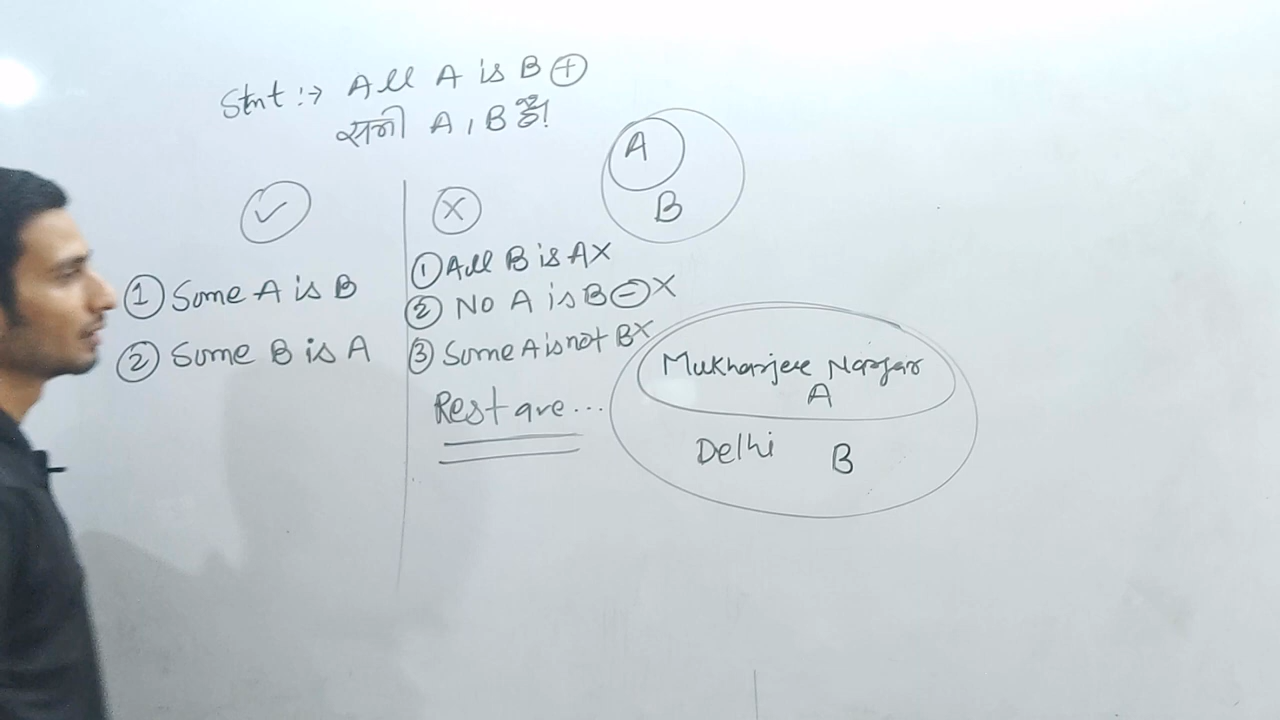 Stmt :→ All A is B ⊕
सभी A, B है।
A
B
✓
① Some A is B
② Some B is A
X
① All B is A X
② No A is B ⊖ X
③ Some A is not B X
Rest are...
Mukharjee Nagar
A
Delhi B